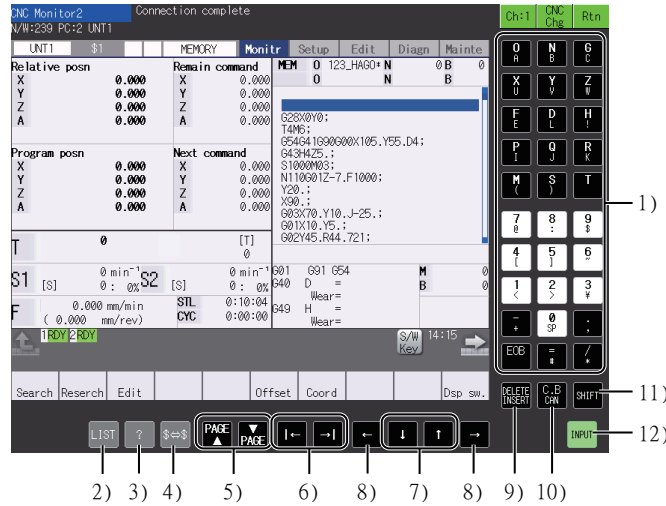 CNC Monitor2 Connection complete
N/W:239 PC:2 UNT1
Ch:1 CNC Chg Rtn
UNT1 $1 MEMORY Monitr Setup Edit Diagn Mainte
Relative posn
X 0.000
Y 0.000
Z 0.000
A 0.000
Remain command
X 0.000
Y 0.000
Z 0.000
A 0.000
Program posn
X 0.000
Y 0.000
Z 0.000
A 0.000
Next command
X 0.000
Y 0.000
Z 0.000
A 0.000
MEM O 123_HAGO* N 0 B 0
O N B
G28X0Y0;
T4M6;
G54G41G90G00X105.Y55.D4;
G43H4Z5.;
S1000M03;
N110G01Z-7.F1000;
Y20.;
X90.;
G03X70.Y10.J-25.;
G01X10.Y5.;
G02Y45.R44.721;
T 0 [T]
0
S1 [S] 0 min⁻¹
0: 0%
S2 [S] 0 min⁻¹
0: 0%
F 0.000 mm/min
( 0.000 mm/rev)
STL 0:10:04
CYC 0:00:00
G01 G91 G54 M 0
G40 D = B 0
Wear=
G49 H =
Wear=
1 RDY 2 RDY
S/W Key 14:15
Search Reserch Edit Offset Coord Dsp sw.
O A N B G C
X U Y V Z W
F E D L H !
P I Q J R K
M ( S ) T
7 @ 8 : 9 $
4 [ 5 ] 6
1 < 2 > 3 ¥
- + 0 SP . ;
EOB = # / *
DELETE INSERT C.B CAN SHIFT
INPUT
LIST ? $⇔$ PAGE ▲ ▼ PAGE |← →| ← ↓ ↑ →
1)
11)
12)
2) 3) 4) 5) 6) 8) 7) 8) 9) 10)